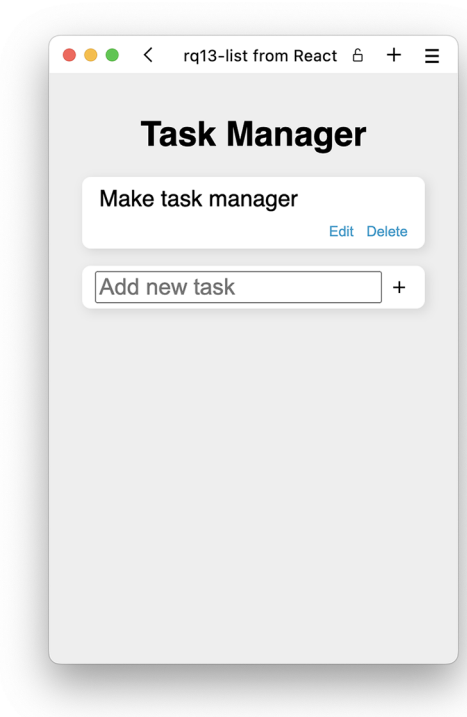 rq13-list from React
Task Manager
Make task manager
Edit Delete
Add new task +